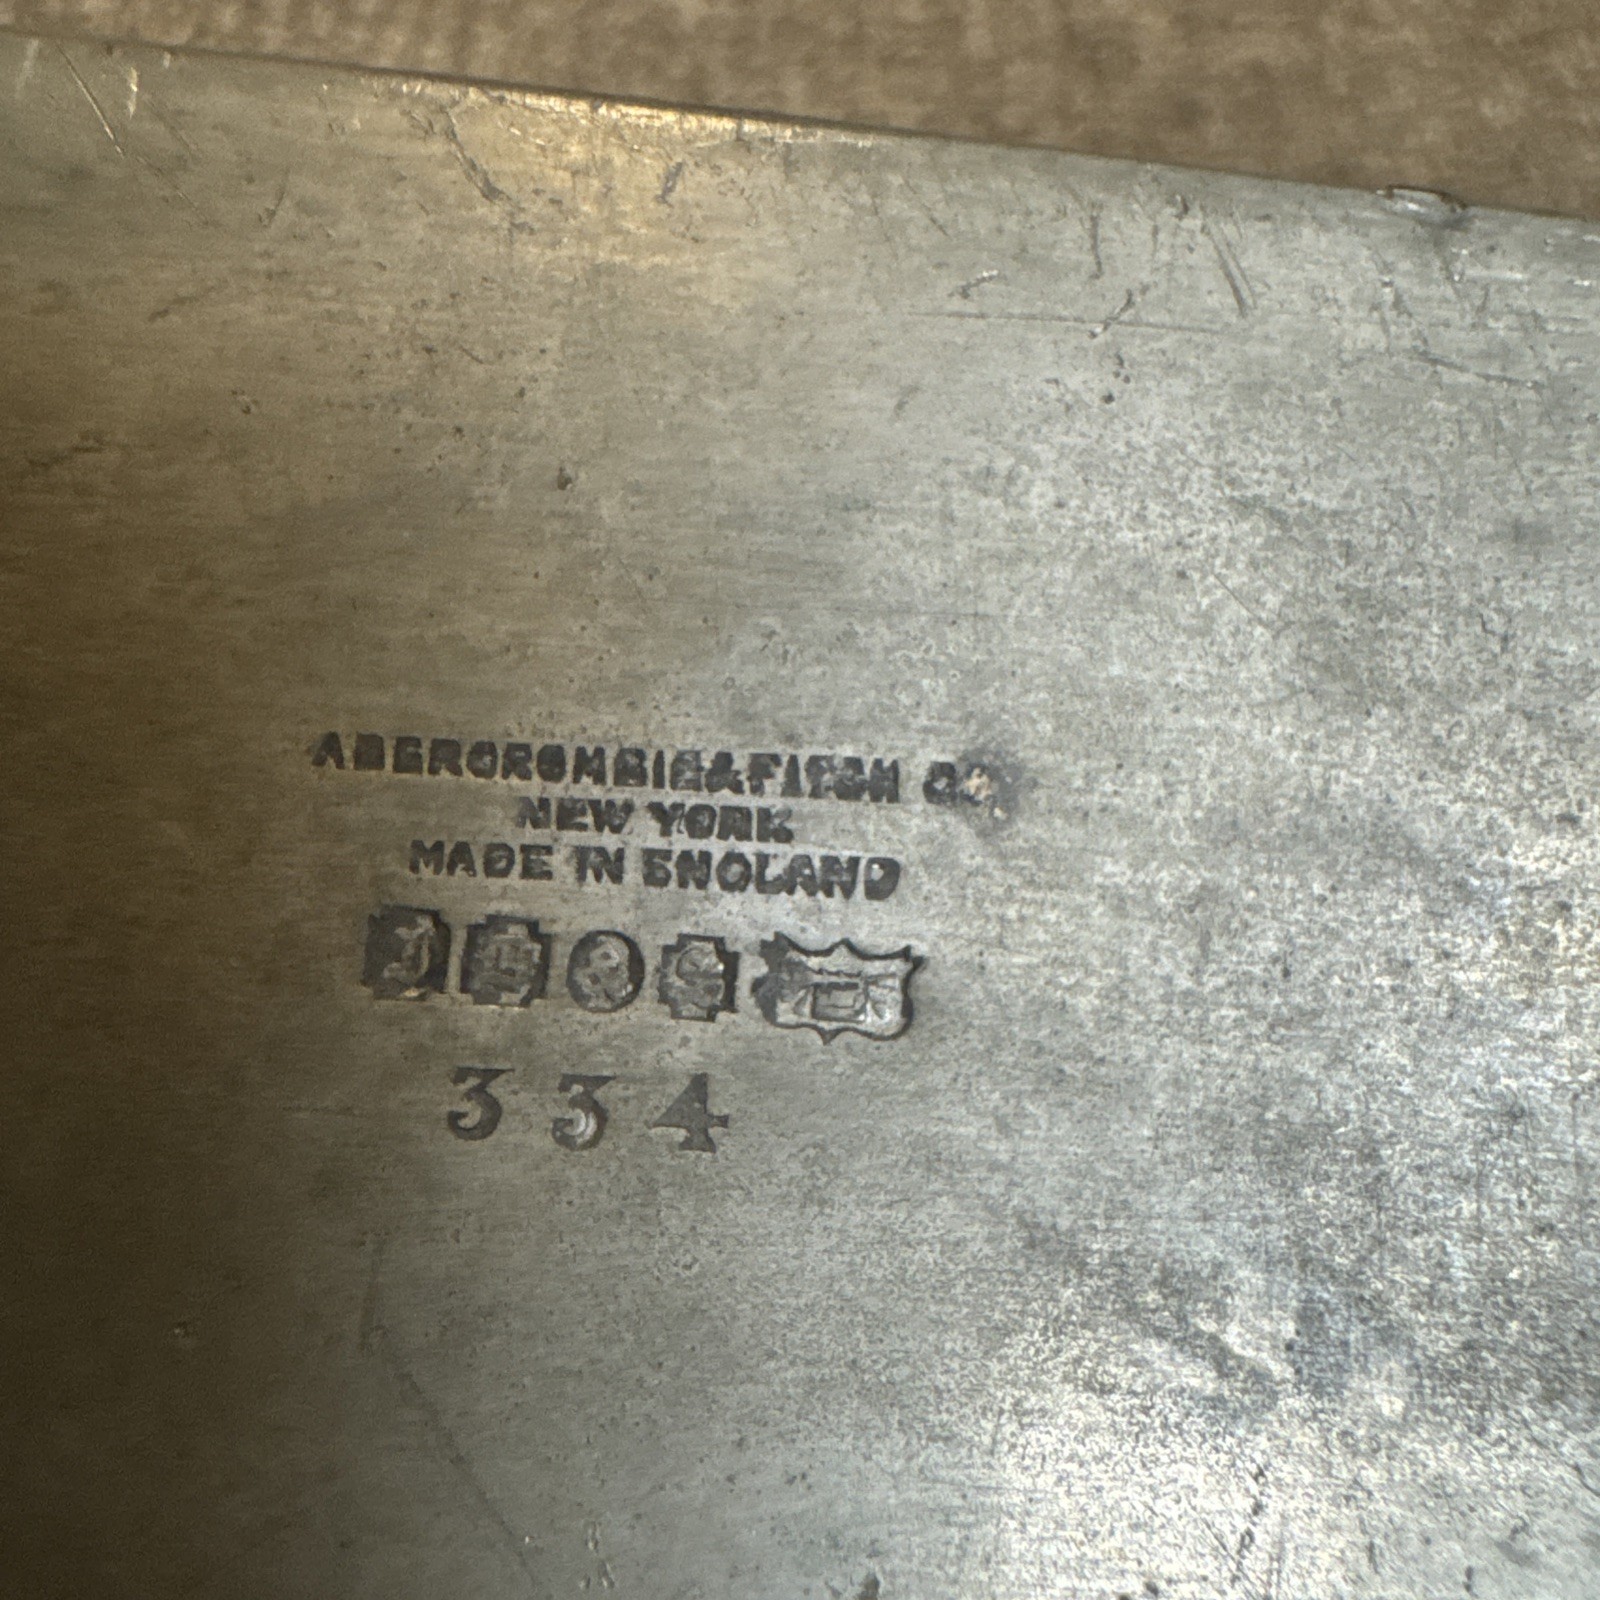 ABERCROMBIE & FITCH CO.
NEW YORK
MADE IN ENGLAND
334